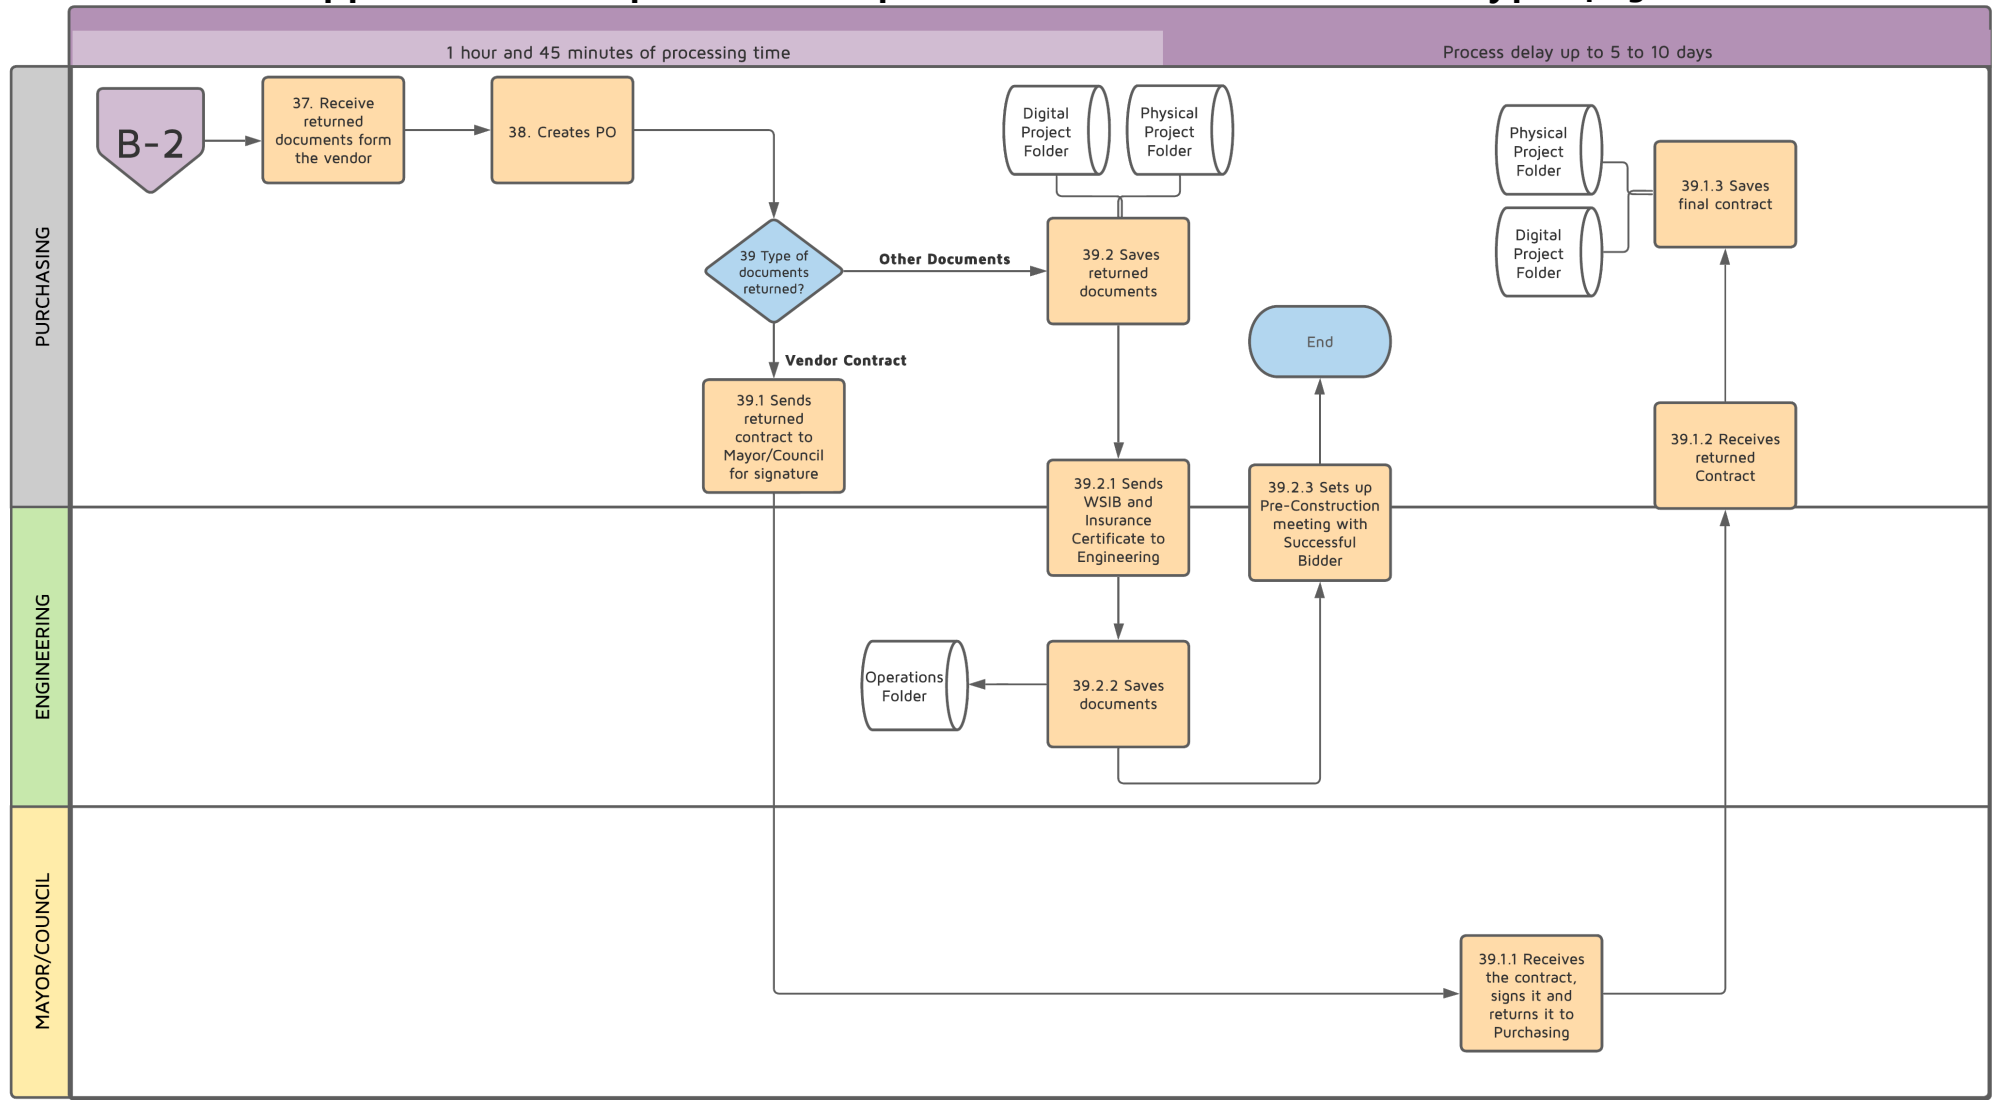 1 hour and 45 minutes of processing time
Process delay up to 5 to 10 days
PURCHASING
B-2
37. Receive
returned
documents form
the vendor
38. Creates PO
39 Type of
documents
returned?
Other Documents
Vendor Contract
39.1 Sends
returned
contract to
Mayor/Council
for signature
Digital
Project
Folder
Physical
Project
Folder
39.2 Saves
returned
documents
39.2.1 Sends
WSIB and
Insurance
Certificate to
Engineering
End
39.2.3 Sets up
Pre-Construction
meeting with
Successful
Bidder
Physical
Project
Folder
Digital
Project
Folder
39.1.3 Saves
final contract
39.1.2 Receives
returned
Contract
ENGINEERING
Operations
Folder
39.2.2 Saves
documents
MAYOR/COUNCIL
39.1.1 Receives
the contract,
signs it and
returns it to
Purchasing